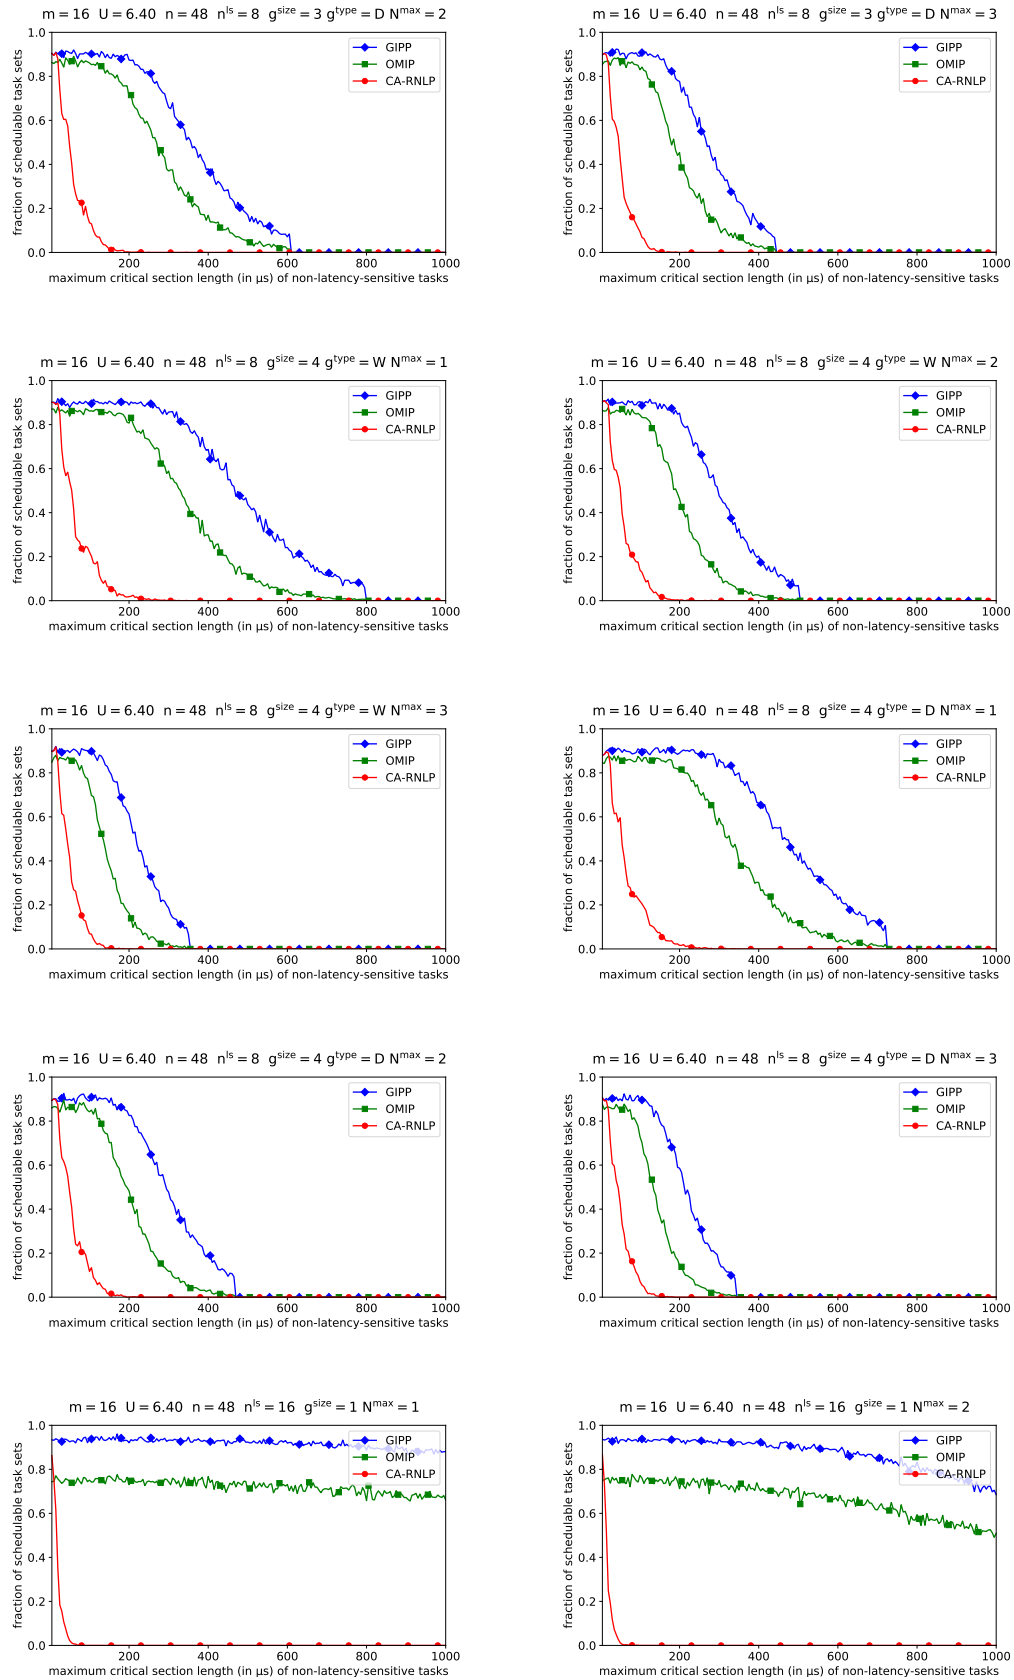 m = 16 U = 6.40 n = 48 n^ls = 8 g^size = 3 g^type = D N^max = 2
1.0
0.8
0.6
0.4
0.2
0.0
fraction of schedulable task sets
GIPP
OMIP
CA-RNLP
200 400 600 800 1000
maximum critical section length (in μs) of non-latency-sensitive tasks
m = 16 U = 6.40 n = 48 n^ls = 8 g^size = 3 g^type = D N^max = 3
1.0
0.8
0.6
0.4
0.2
0.0
fraction of schedulable task sets
GIPP
OMIP
CA-RNLP
200 400 600 800 1000
maximum critical section length (in μs) of non-latency-sensitive tasks
m = 16 U = 6.40 n = 48 n^ls = 8 g^size = 4 g^type = W N^max = 1
1.0
0.8
0.6
0.4
0.2
0.0
fraction of schedulable task sets
GIPP
OMIP
CA-RNLP
200 400 600 800 1000
maximum critical section length (in μs) of non-latency-sensitive tasks
m = 16 U = 6.40 n = 48 n^ls = 8 g^size = 4 g^type = W N^max = 2
1.0
0.8
0.6
0.4
0.2
0.0
fraction of schedulable task sets
GIPP
OMIP
CA-RNLP
200 400 600 800 1000
maximum critical section length (in μs) of non-latency-sensitive tasks
m = 16 U = 6.40 n = 48 n^ls = 8 g^size = 4 g^type = W N^max = 3
1.0
0.8
0.6
0.4
0.2
0.0
fraction of schedulable task sets
GIPP
OMIP
CA-RNLP
200 400 600 800 1000
maximum critical section length (in μs) of non-latency-sensitive tasks
m = 16 U = 6.40 n = 48 n^ls = 8 g^size = 4 g^type = D N^max = 1
1.0
0.8
0.6
0.4
0.2
0.0
fraction of schedulable task sets
GIPP
OMIP
CA-RNLP
200 400 600 800 1000
maximum critical section length (in μs) of non-latency-sensitive tasks
m = 16 U = 6.40 n = 48 n^ls = 8 g^size = 4 g^type = D N^max = 2
1.0
0.8
0.6
0.4
0.2
0.0
fraction of schedulable task sets
GIPP
OMIP
CA-RNLP
200 400 600 800 1000
maximum critical section length (in μs) of non-latency-sensitive tasks
m = 16 U = 6.40 n = 48 n^ls = 8 g^size = 4 g^type = D N^max = 3
1.0
0.8
0.6
0.4
0.2
0.0
fraction of schedulable task sets
GIPP
OMIP
CA-RNLP
200 400 600 800 1000
maximum critical section length (in μs) of non-latency-sensitive tasks
m = 16 U = 6.40 n = 48 n^ls = 16 g^size = 1 N^max = 1
1.0
0.8
0.6
0.4
0.2
0.0
fraction of schedulable task sets
GIPP
OMIP
CA-RNLP
200 400 600 800 1000
maximum critical section length (in μs) of non-latency-sensitive tasks
m = 16 U = 6.40 n = 48 n^ls = 16 g^size = 1 N^max = 2
1.0
0.8
0.6
0.4
0.2
0.0
fraction of schedulable task sets
GIPP
OMIP
CA-RNLP
200 400 600 800 1000
maximum critical section length (in μs) of non-latency-sensitive tasks